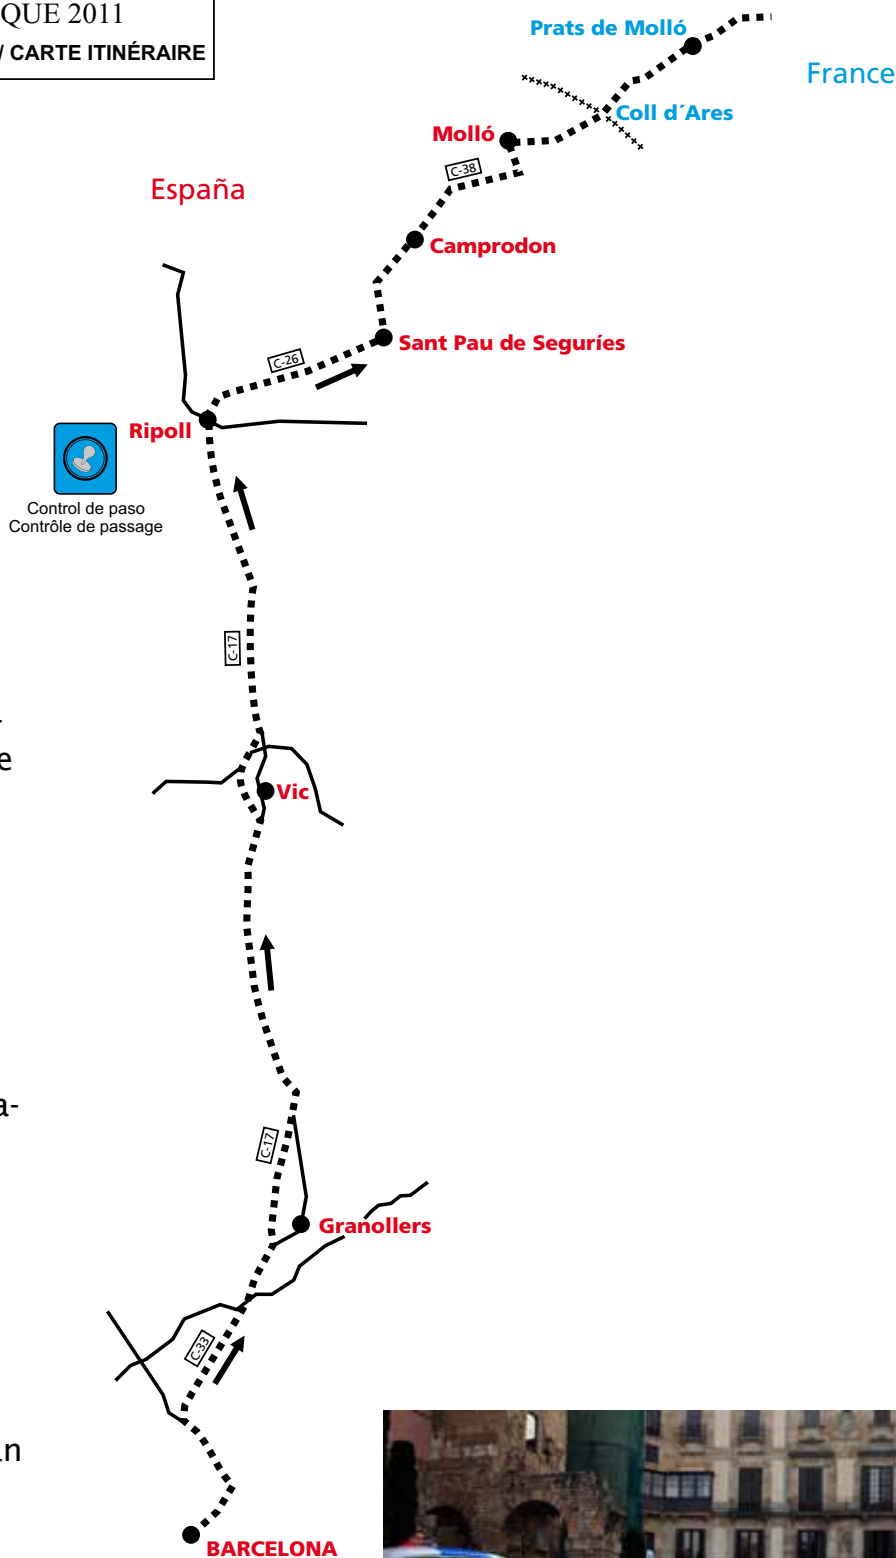 QUE 2011
/ CARTE ITINÉRAIRE
Prats de Molló
France
Coll d´Ares
Molló
C-38
España
Camprodon
Sant Pau de Seguríes
C-26
Ripoll
Control de paso
Contrôle de passage
C-17
-
e
Vic
a-
C-17
Granollers
C-33
an
BARCELONA